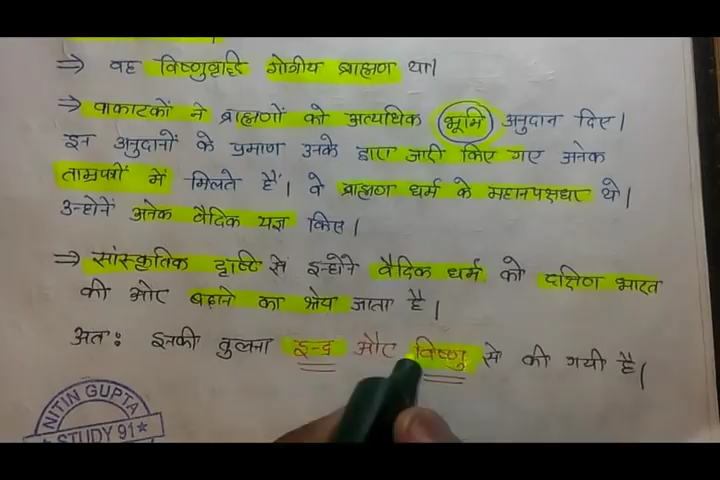 ⇒ वह विष्णुवृद्धि गोत्रीय ब्राह्मण था।
⇒ वाकाटकों ने ब्राह्मणों को अत्यधिक भूमि अनुदान दिए।
इन अनुदानों के प्रमाण उनके द्वारा जारी किए गए अनेक
ताम्रपत्रों में मिलते हैं। वे ब्राह्मण धर्म के महानपक्षधर थे।
उन्होनें अनेक वैदिक यज्ञ किए।
⇒ सांस्कृतिक दृष्टि से इन्होंने वैदिक धर्म को दक्षिण भारत
की ओर बढ़ाने का श्रेय जाता है।
अतः इनकी तुलना इन्द्र और विष्णु से की गयी है।
NITIN GUPTA
STUDY 91★